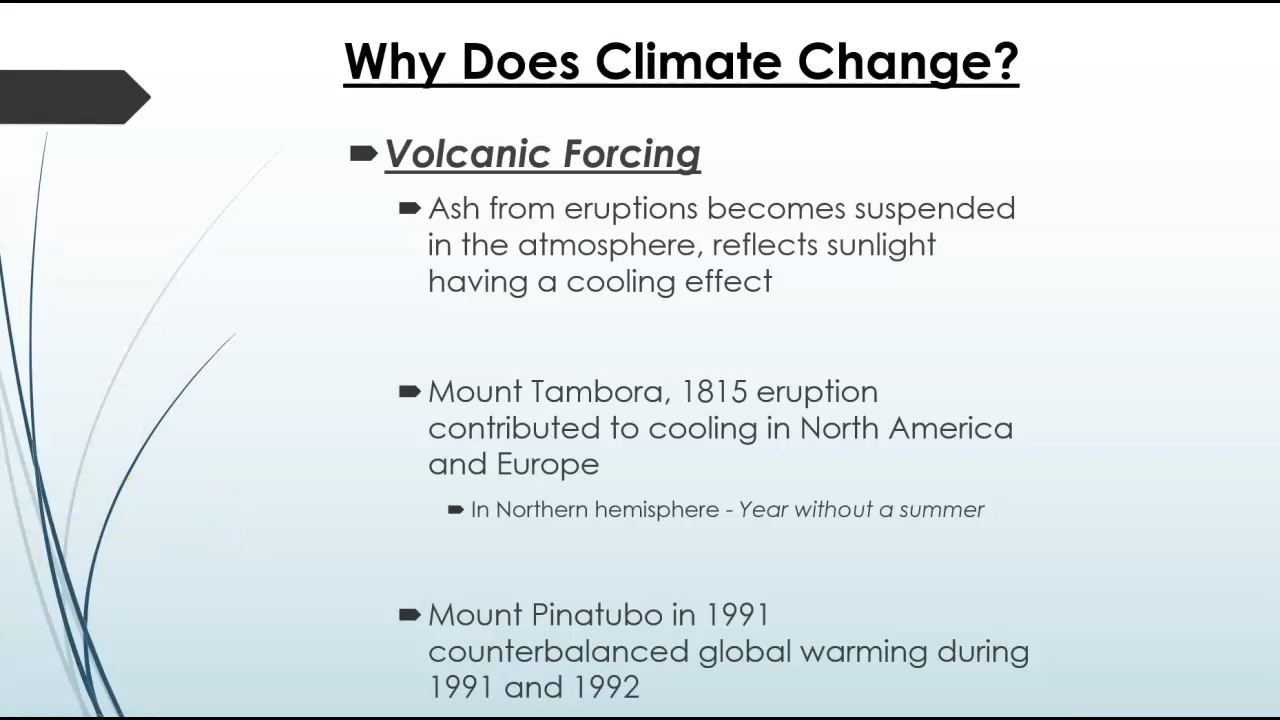 Why Does Climate Change?
Volcanic Forcing
Ash from eruptions becomes suspended
in the atmosphere, reflects sunlight
having a cooling effect
Mount Tambora, 1815 eruption
contributed to cooling in North America
and Europe
In Northern hemisphere - Year without a summer
Mount Pinatubo in 1991
counterbalanced global warming during
1991 and 1992